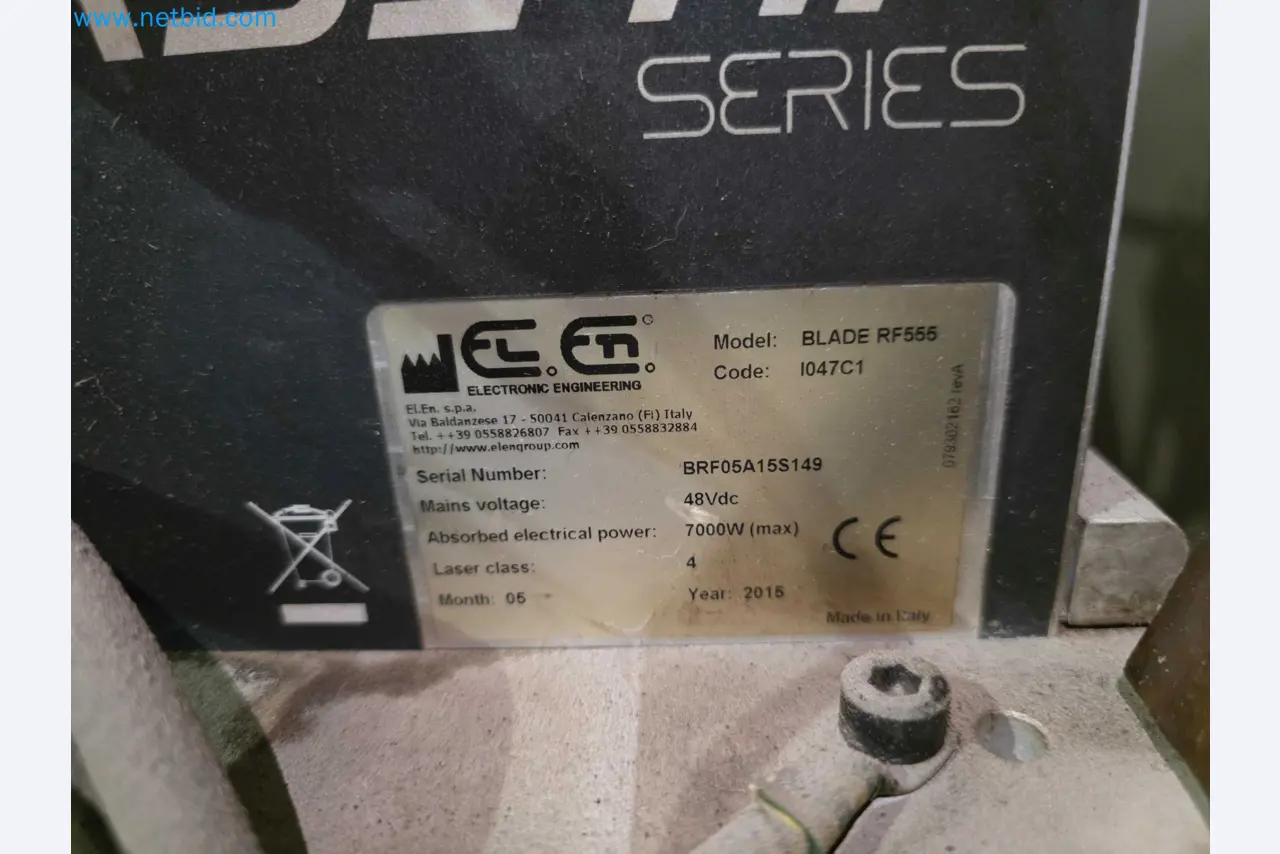 www.netbid.com
SERIES
EL.En.©
ELECTRONIC ENGINEERING
El.En. s.p.a.
Via Baldanzese 17 - 50041 Calenzano (Fi) Italy
Tel. ++39 0558826807 Fax ++39 0558832884
http://www.elengroup.com
Model: BLADE RF555
Code: I047C1
079302162 revA
Serial Number: BRF05A15S149
Mains voltage: 48Vdc
Absorbed electrical power: 7000W (max)
CE
Laser class: 4
Month: 05 Year: 2015
Made in Italy